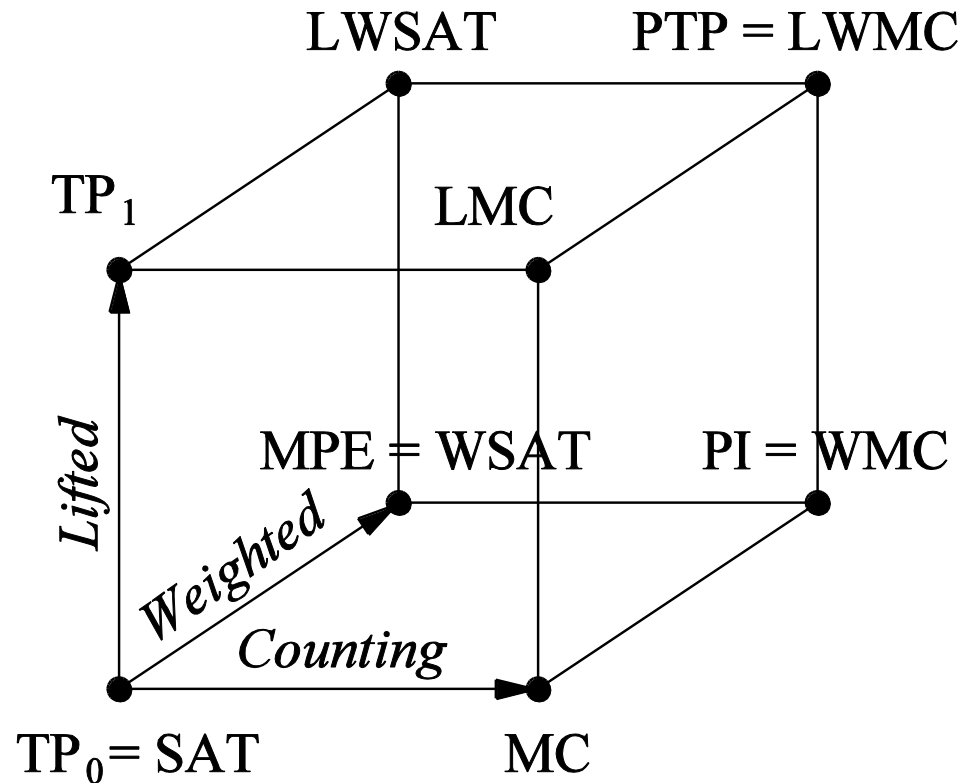 LWSAT
PTP = LWMC
TP₁
LMC
Lifted
MPE = WSAT
PI = WMC
Weighted
Counting
TP₀ = SAT
MC